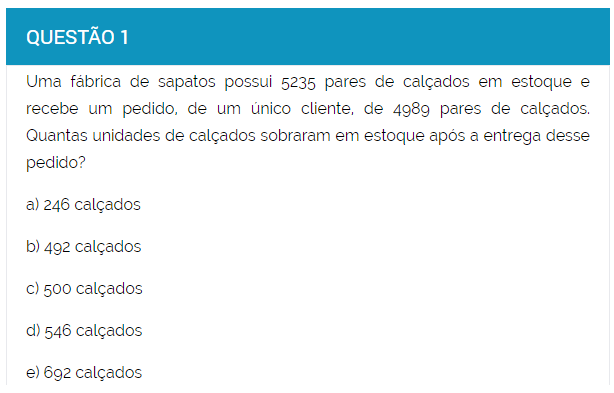 QUESTÃO 1
Uma fábrica de sapatos possui 5235 pares de calçados em estoque e
recebe um pedido, de um único cliente, de 4989 pares de calçados.
Quantas unidades de calçados sobraram em estoque após a entrega desse
pedido?
a) 246 calçados
b) 492 calçados
c) 500 calçados
d) 546 calçados
e) 692 calçados